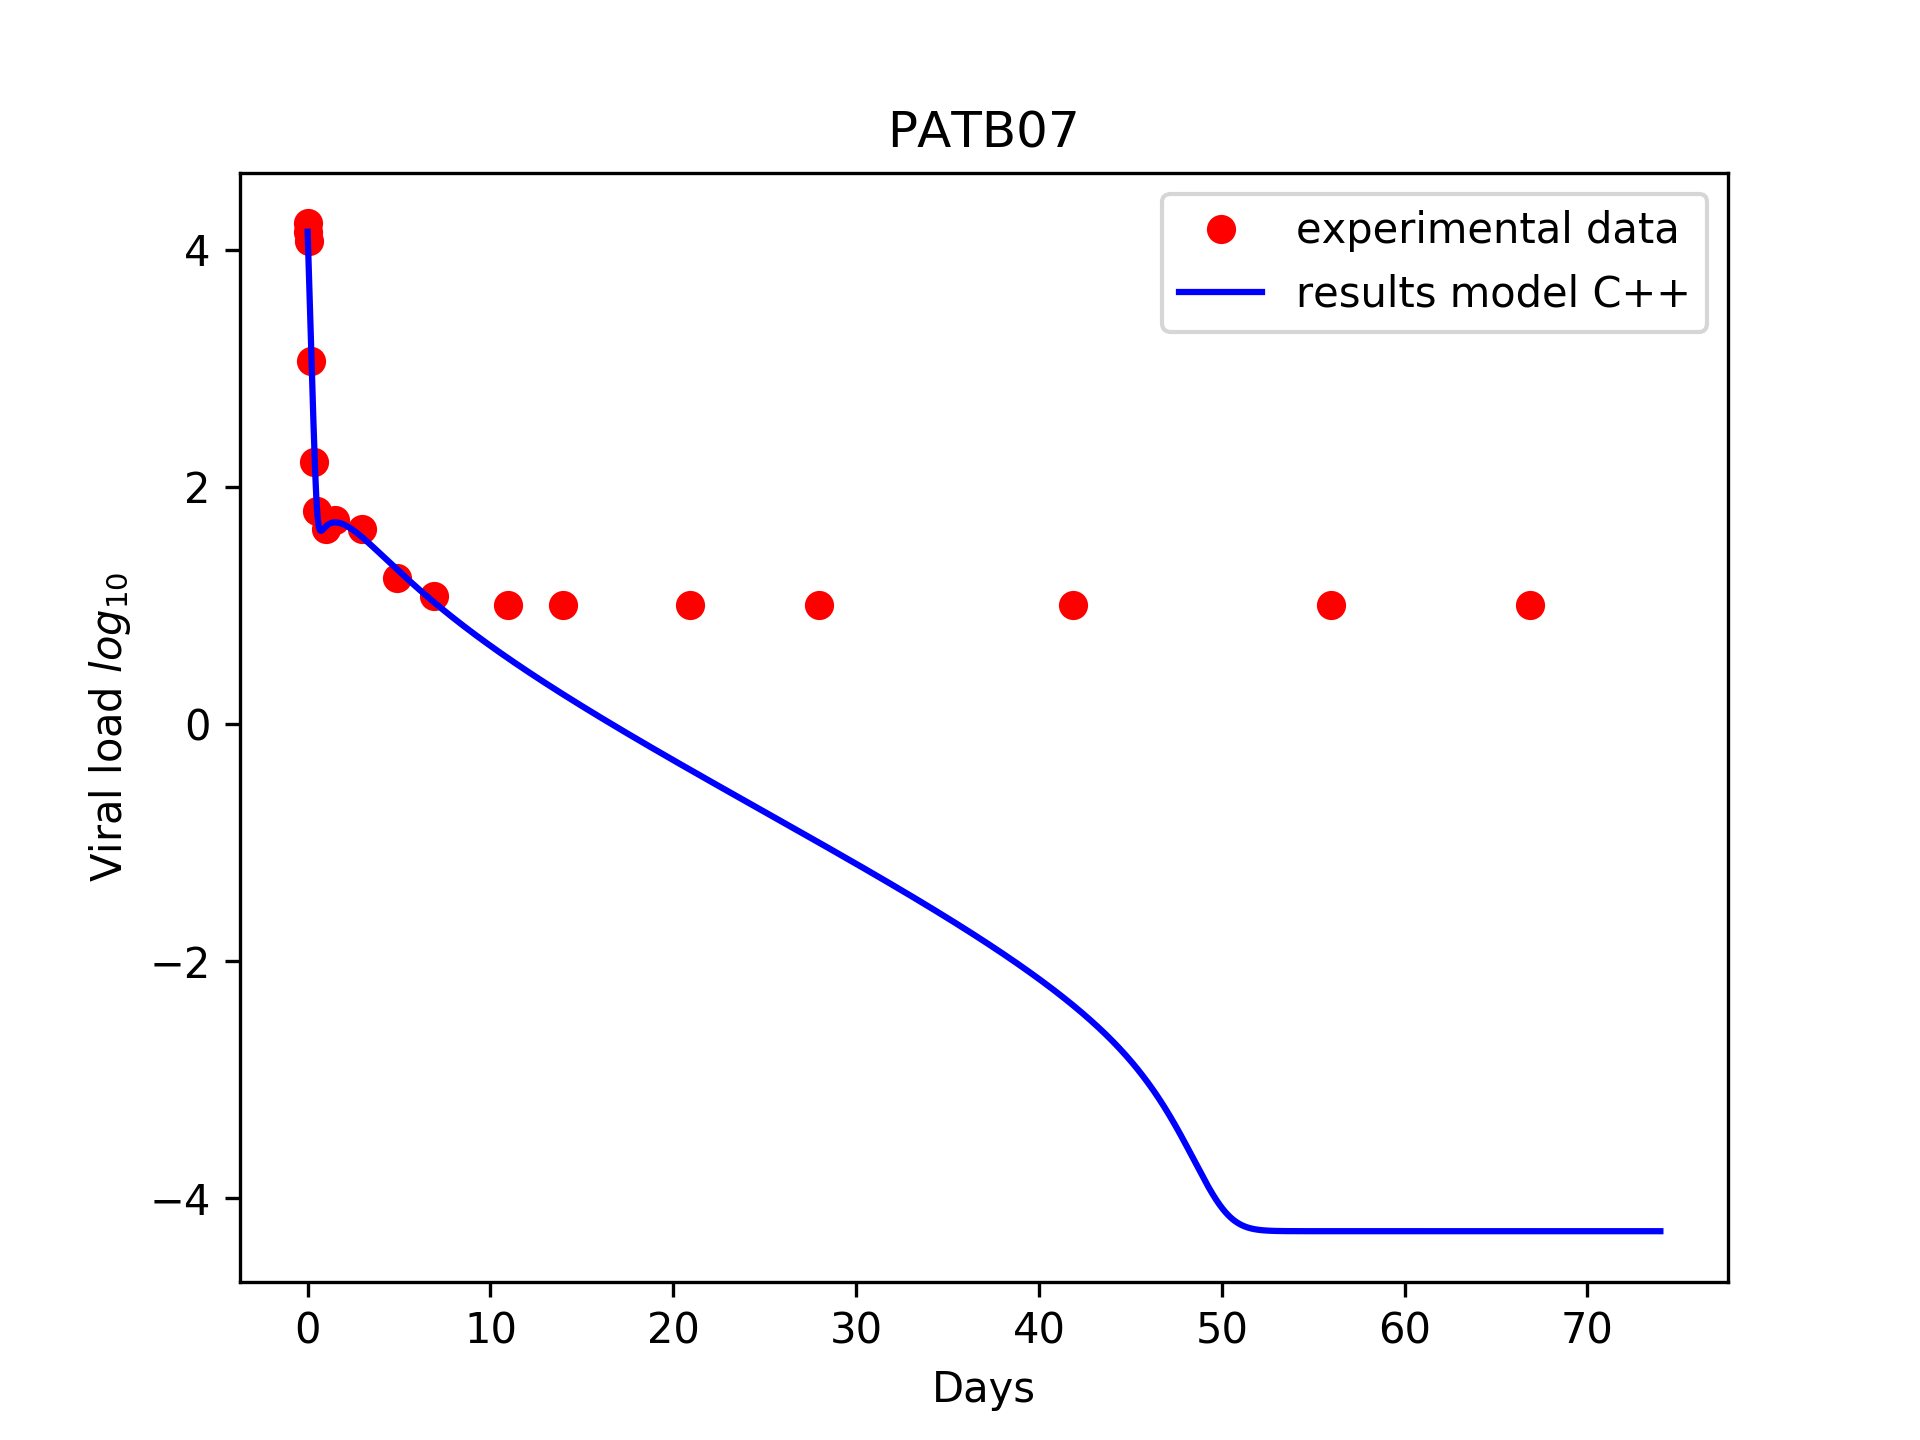 PATB07
experimental data
results model C++
4
2
0
−2
−4
Viral load log₁₀
0 10 20 30 40 50 60 70
Days